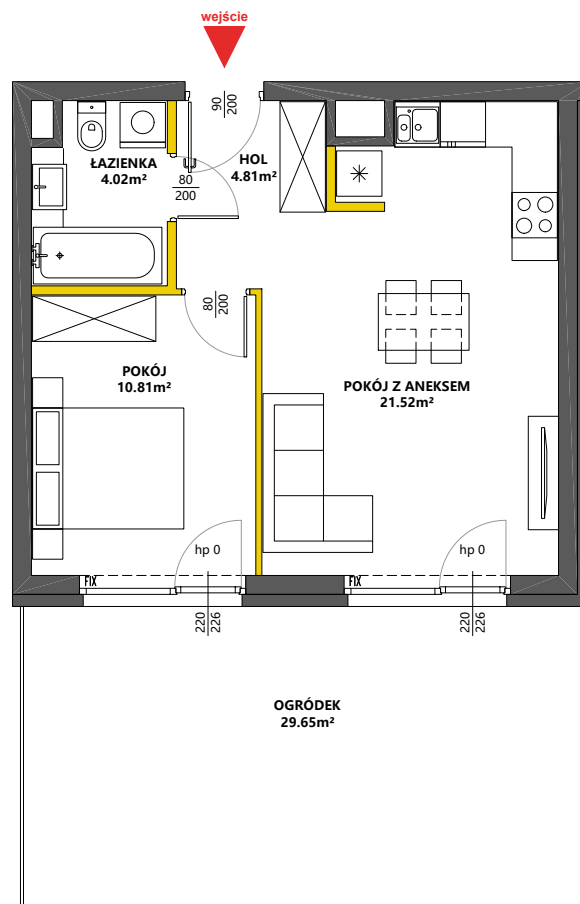 wejście
90
200
ŁAZIENKA
4.02m²
80
200
HOL
4.81m²
80
200
POKÓJ
10.81m²
POKÓJ Z ANEKSEM
21.52m²
hp 0
hp 0
FIX
FIX
220
226
220
226
OGRÓDEK
29.65m²